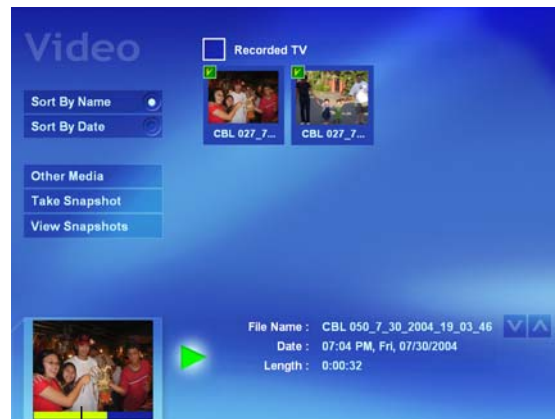 Video
Recorded TV
Sort By Name
Sort By Date
CBL 027_7...
CBL 027_7...
Other Media
Take Snapshot
View Snapshots
File Name : CBL 050_7_30_2004_19_03_46
Date : 07:04 PM, Fri, 07/30/2004
Length : 0:00:32